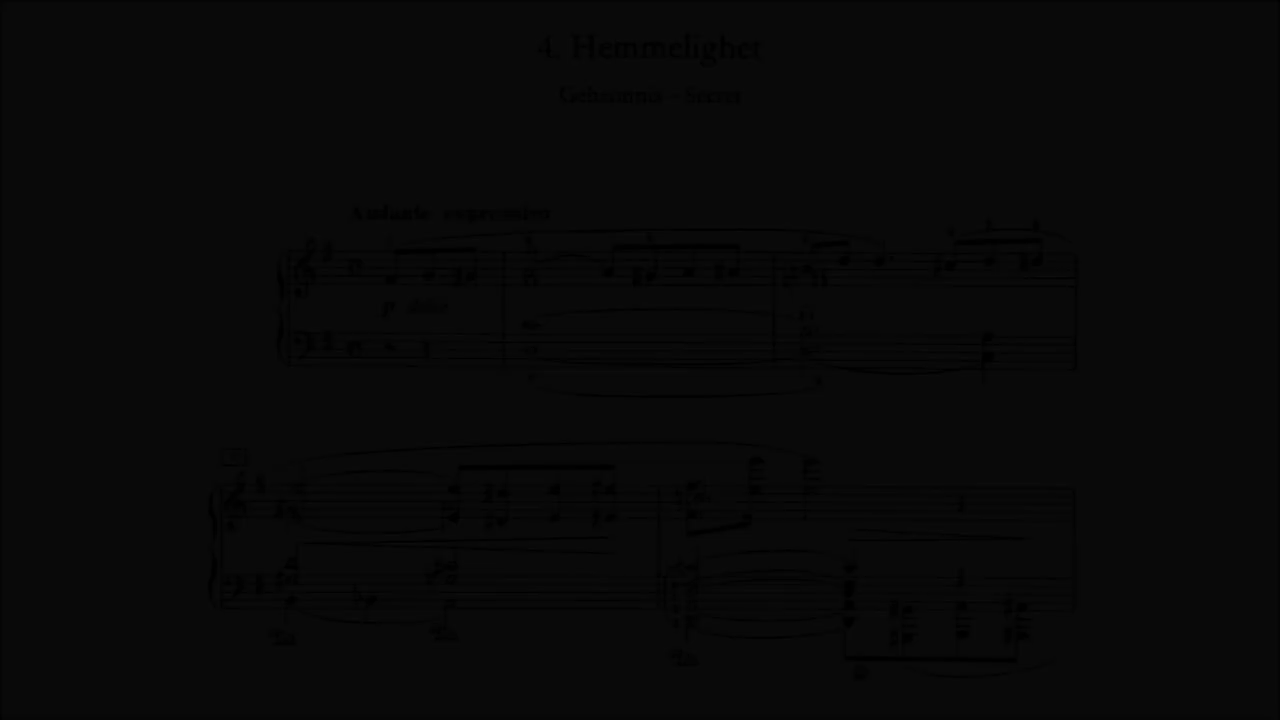 4. Hemmelighet
Geheimnis - Secret
Andante espressivo
p dolce